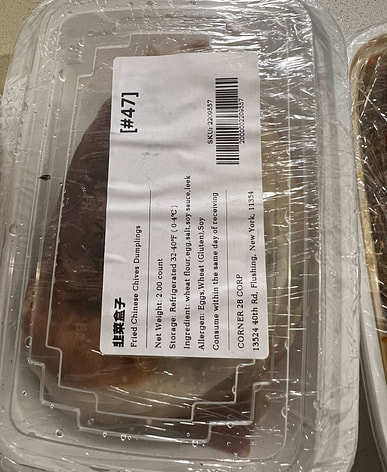 [#47]
SKU: 2209857
2000002209857
韭菜盒子
Fried Chinese Chives Dumplings
Net Weight: 2.00 count
Storage: Refrigerated 32-40°F ( 0-4℃ )
Ingredient: wheat flour,egg,salt,soy sauce,leek
Allergen: Eggs,Wheat (Gluten),Soy
Consume within the same day of receiving
CORNER 28 CORP
13524 40th Rd, Flushing, New York, 11354